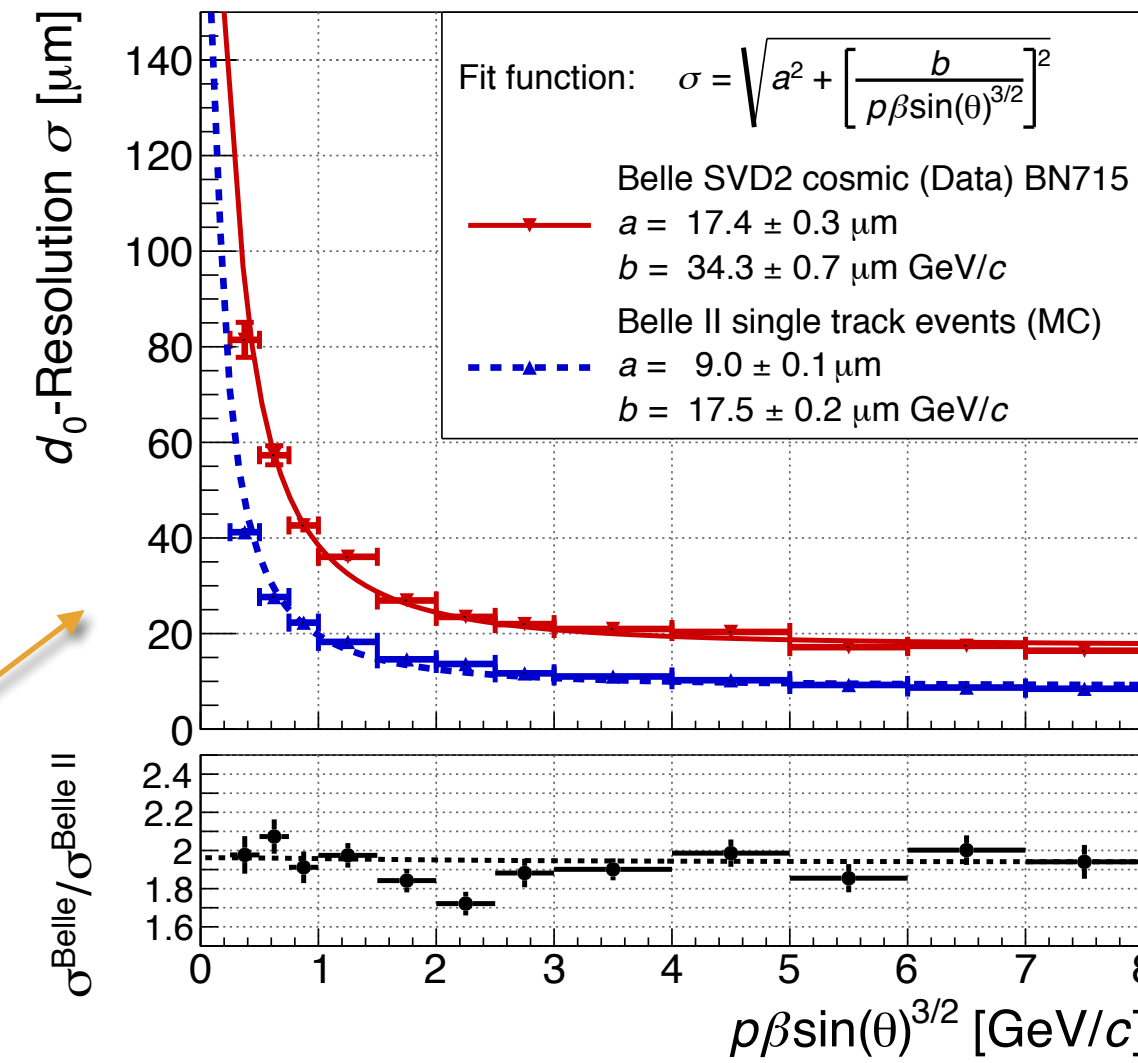 d₀-Resolution σ [μm]
140
120
100
80
60
40
20
0
Fit function: σ = √a² + [b / pβsin(θ)^3/2]²
Belle SVD2 cosmic (Data) BN715
a = 17.4 ± 0.3 μm
b = 34.3 ± 0.7 μm GeV/c
Belle II single track events (MC)
a = 9.0 ± 0.1 μm
b = 17.5 ± 0.2 μm GeV/c
σ^Belle/σ^Belle II
2.4
2.2
2
1.8
1.6
0 1 2 3 4 5 6 7 8
pβsin(θ)^3/2 [GeV/c]